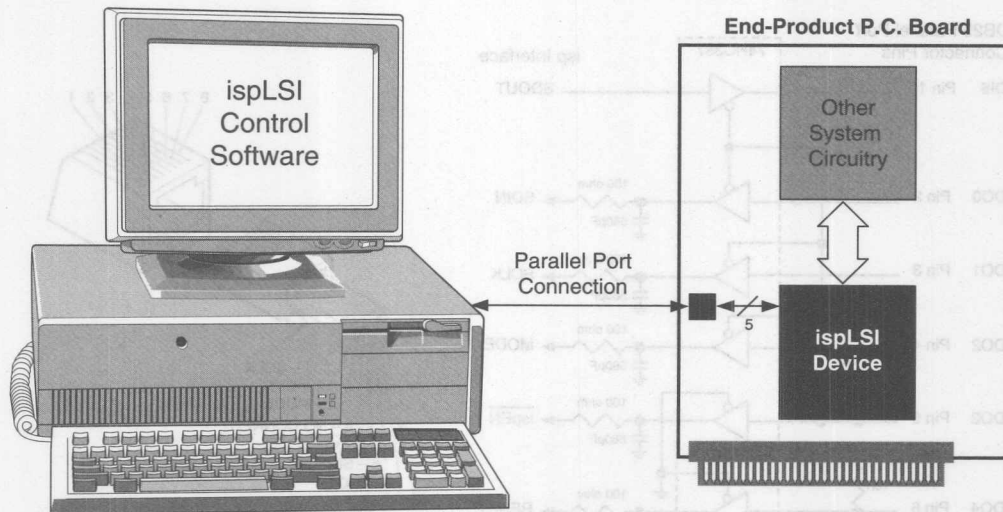 ispLSI
Control
Software
Parallel Port
Connection
End-Product P.C. Board
Other
System
Circuitry
5
ispLSI
Device